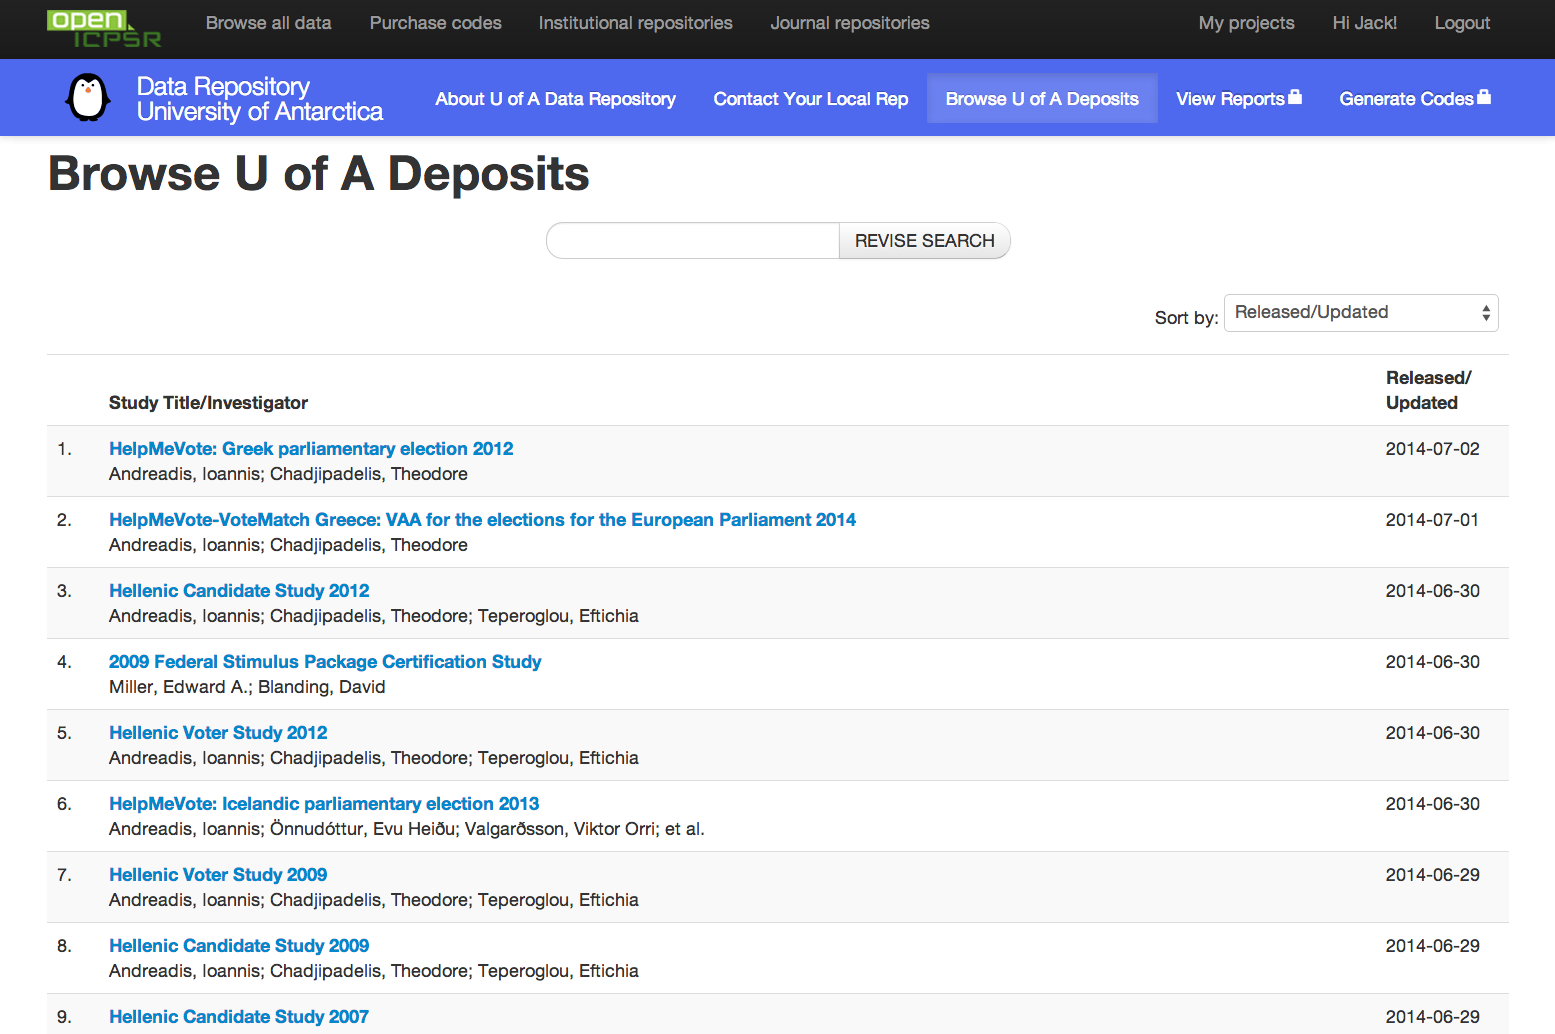 open ICPSR Browse all data Purchase codes Institutional repositories Journal repositories My projects Hi Jack! Logout
Data Repository
University of Antarctica
About U of A Data Repository Contact Your Local Rep Browse U of A Deposits View Reports Generate Codes
Browse U of A Deposits
REVISE SEARCH
Sort by: Released/Updated
Study Title/Investigator
Released/
Updated
1. HelpMeVote: Greek parliamentary election 2012 2014-07-02
Andreadis, Ioannis; Chadjipadelis, Theodore
2. HelpMeVote-VoteMatch Greece: VAA for the elections for the European Parliament 2014 2014-07-01
Andreadis, Ioannis; Chadjipadelis, Theodore
3. Hellenic Candidate Study 2012 2014-06-30
Andreadis, Ioannis; Chadjipadelis, Theodore; Teperoglou, Eftichia
4. 2009 Federal Stimulus Package Certification Study 2014-06-30
Miller, Edward A.; Blanding, David
5. Hellenic Voter Study 2012 2014-06-30
Andreadis, Ioannis; Chadjipadelis, Theodore; Teperoglou, Eftichia
6. HelpMeVote: Icelandic parliamentary election 2013 2014-06-30
Andreadis, Ioannis; Önnudóttur, Evu Heiðu; Valgarðsson, Viktor Orri; et al.
7. Hellenic Voter Study 2009 2014-06-29
Andreadis, Ioannis; Chadjipadelis, Theodore; Teperoglou, Eftichia
8. Hellenic Candidate Study 2009 2014-06-29
Andreadis, Ioannis; Chadjipadelis, Theodore; Teperoglou, Eftichia
9. Hellenic Candidate Study 2007 2014-06-29